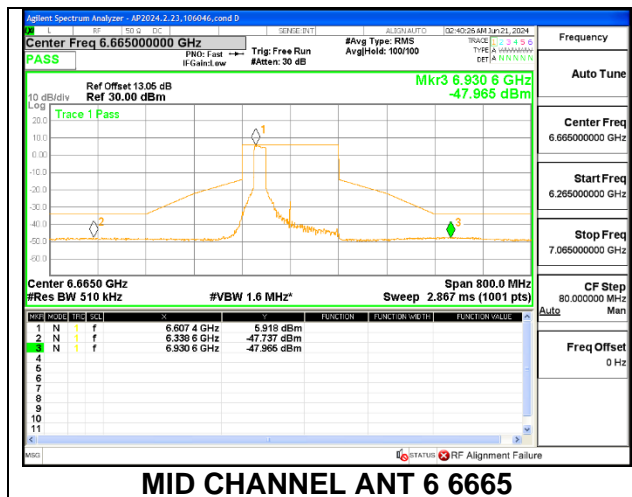 Agilent Spectrum Analyzer - AP2024.2.23,106046,cond D
L RF 50 Ω DC SENSE:INT ALIGN AUTO 02:40:26 AM Jun 21, 2024
Center Freq 6.665000000 GHz
#Avg Type: RMS
TRACE 1 2 3 4 5 6
PASS
PNO: Fast
Trig: Free Run
Avg|Hold: 100/100
TYPE A
IFGain:Low
#Atten: 30 dB
DET A N N N N N
Frequency
Auto Tune
Center Freq
6.665000000 GHz
Start Freq
6.265000000 GHz
Stop Freq
7.065000000 GHz
CF Step
80.000000 MHz
Auto Man
Freq Offset
0 Hz
Ref Offset 13.05 dB
Mkr3 6.930 6 GHz
10 dB/div Ref 30.00 dBm
-47.965 dBm
Log
Trace 1 Pass
20.0
10.0
0.00
-10.0
-20.0
-30.0
-40.0
-50.0
-60.0
1
2
3
Center 6.6650 GHz
Span 800.0 MHz
#Res BW 510 kHz
#VBW 1.6 MHz*
Sweep 2.867 ms (1001 pts)
MKR MODE TRC SCL X Y FUNCTION FUNCTION WIDTH FUNCTION VALUE
1 N 1 f 6.607 4 GHz 5.918 dBm
2 N 1 f 6.338 6 GHz -47.737 dBm
3 N 1 f 6.930 6 GHz -47.965 dBm
4
5
6
7
8
9
10
11
MSG
STATUS RF Alignment Failure
MID CHANNEL ANT 6 6665